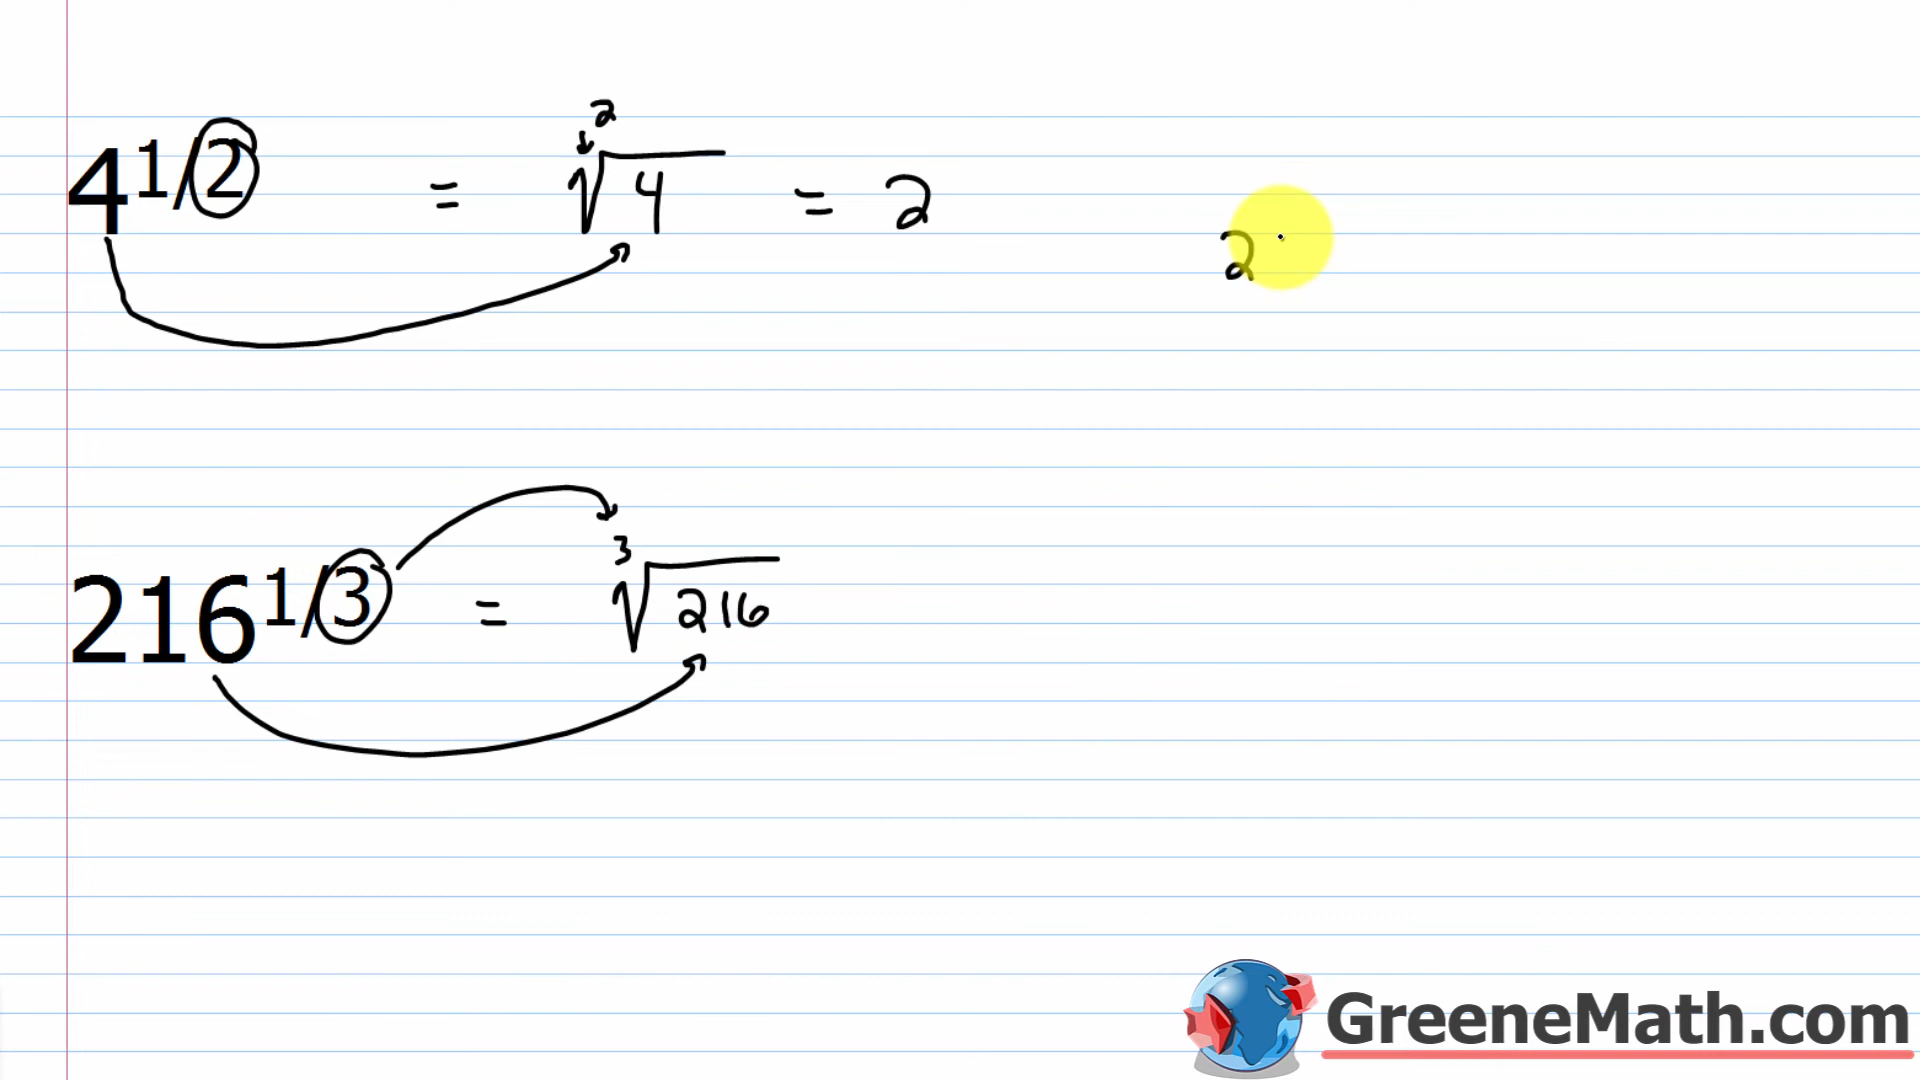 4^1/2 = ²√4 = 2
2
216^1/3 = ³√216
GreeneMath.com